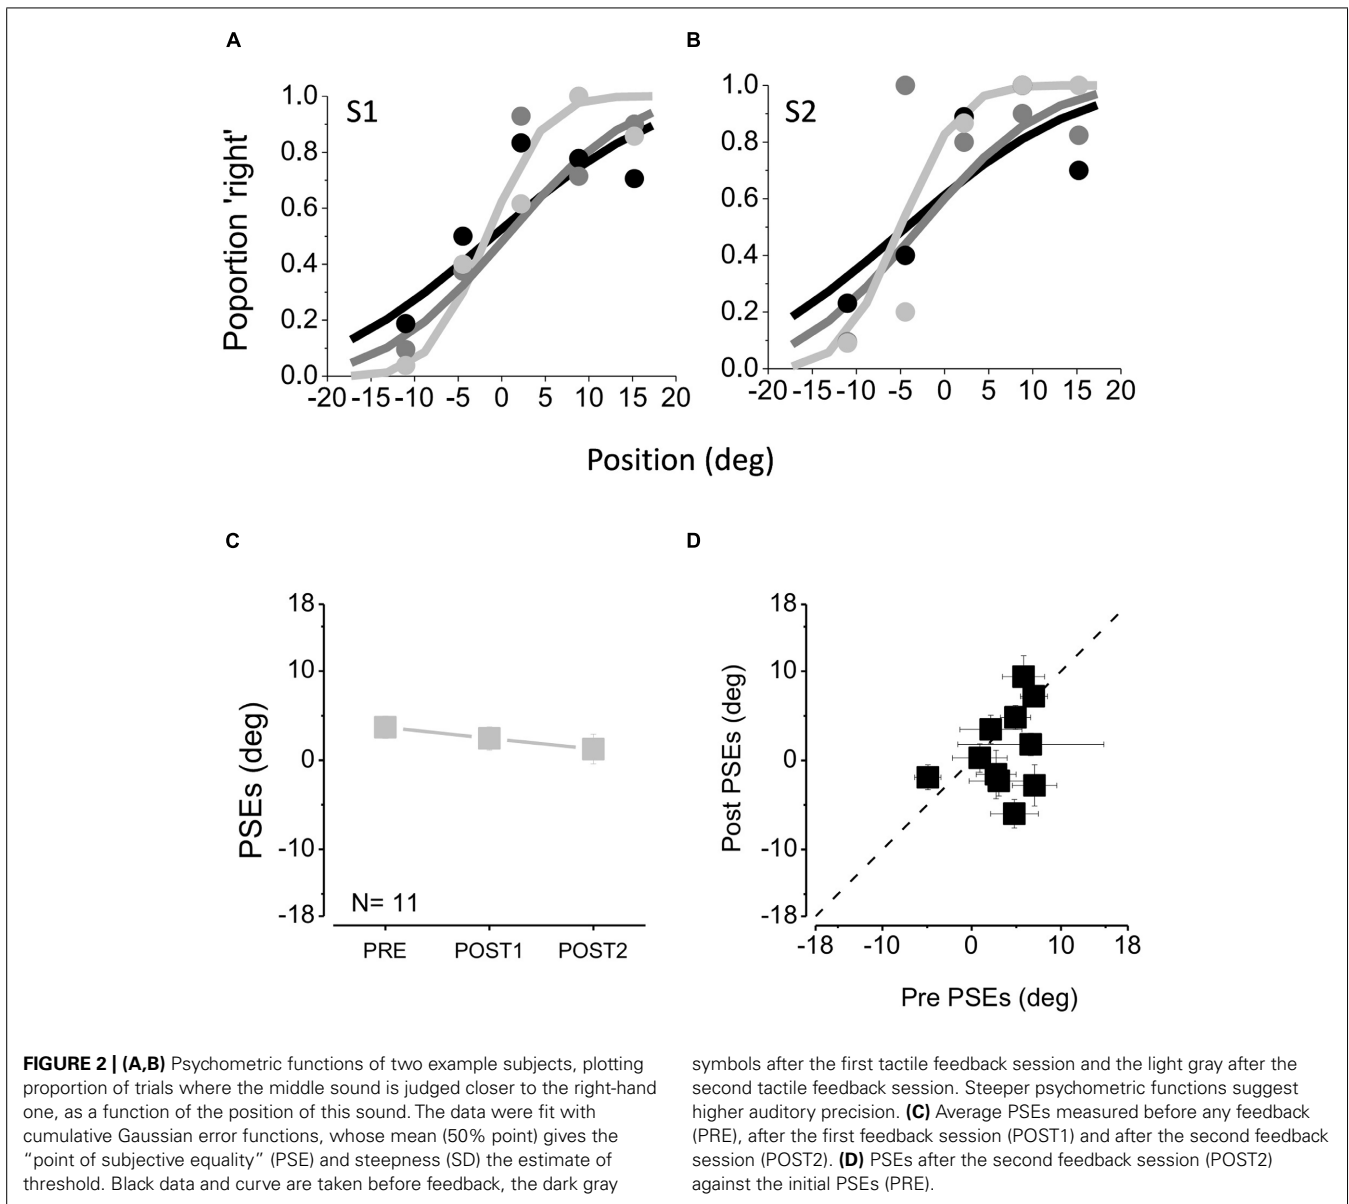 A
B
1.0
0.8
0.6
0.4
0.2
0.0
S1
Poportion 'right'
-20 -15 -10 -5 0 5 10 15 20
1.0
0.8
0.6
0.4
0.2
0.0
S2
-20 -15 -10 -5 0 5 10 15 20
Position (deg)
C
D
18
10
0
-10
-18
PSEs (deg)
N= 11
PRE POST1 POST2
18
10
0
-10
-18
Post PSEs (deg)
-18 -10 0 10 18
Pre PSEs (deg)
FIGURE 2 | (A,B) Psychometric functions of two example subjects, plotting
proportion of trials where the middle sound is judged closer to the right-hand
one, as a function of the position of this sound. The data were fit with
cumulative Gaussian error functions, whose mean (50% point) gives the
“point of subjective equality” (PSE) and steepness (SD) the estimate of
threshold. Black data and curve are taken before feedback, the dark gray
symbols after the first tactile feedback session and the light gray after the
second tactile feedback session. Steeper psychometric functions suggest
higher auditory precision. (C) Average PSEs measured before any feedback
(PRE), after the first feedback session (POST1) and after the second feedback
session (POST2). (D) PSEs after the second feedback session (POST2)
against the initial PSEs (PRE).